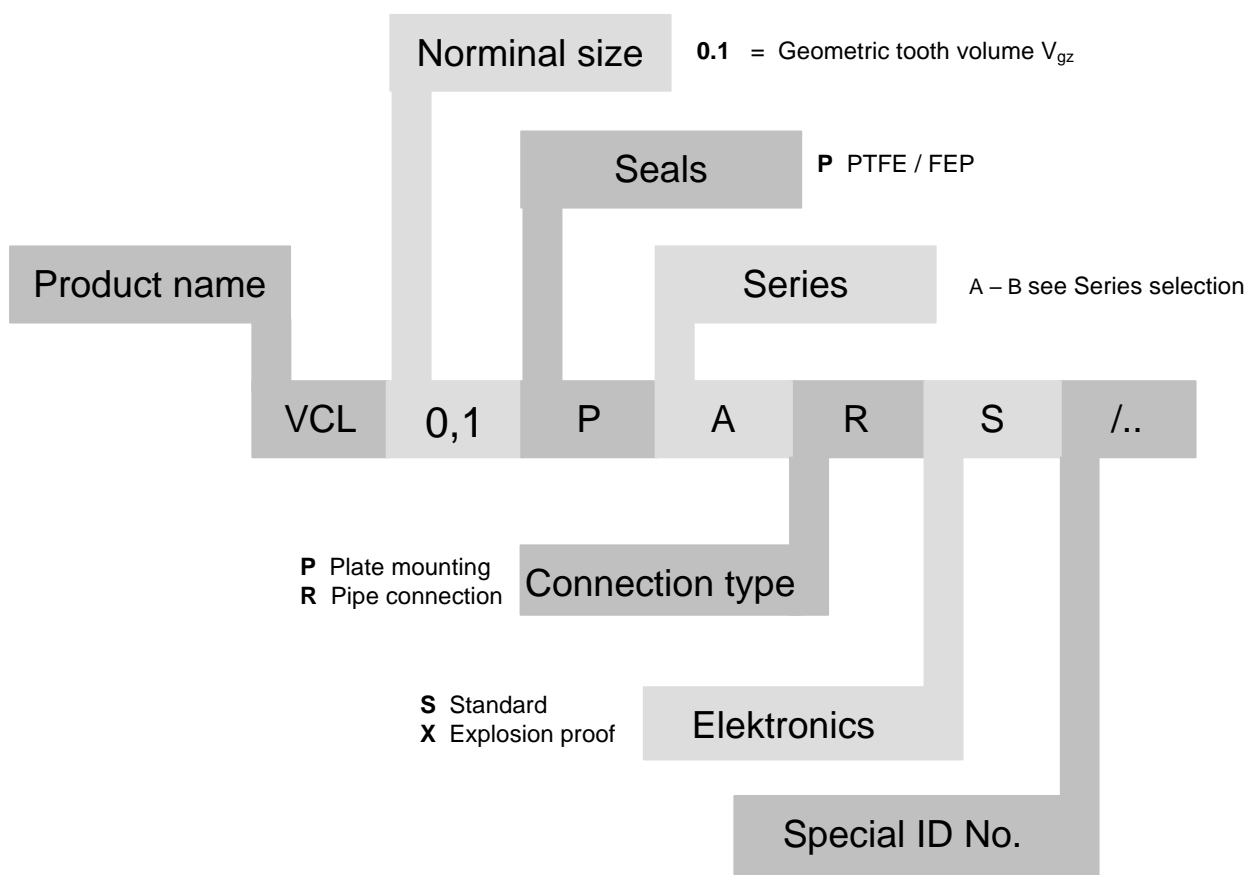 Norminal size
0.1 = Geometric tooth volume Vgz
Seals
P PTFE / FEP
Product name
Series
A – B see Series selection
VCL 0,1 P A R S /..
P Plate mounting
R Pipe connection
Connection type
S Standard
X Explosion proof
Elektronics
Special ID No.